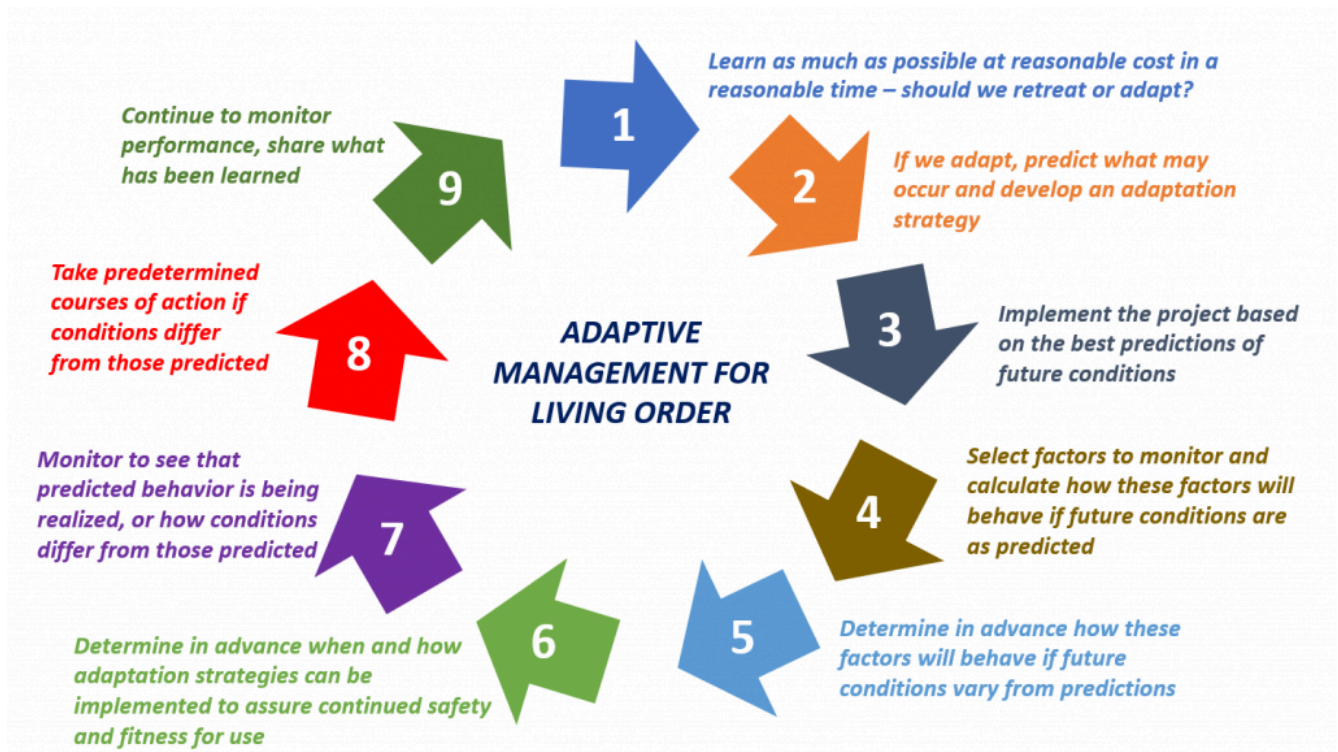 1
Learn as much as possible at reasonable cost in a
reasonable time – should we retreat or adapt?
2
If we adapt, predict what may
occur and develop an adaptation
strategy
3
Implement the project based
on the best predictions of
future conditions
4
Select factors to monitor and
calculate how these factors will
behave if future conditions are
as predicted
5
Determine in advance how these
factors will behave if future
conditions vary from predictions
6
Determine in advance when and how
adaptation strategies can be
implemented to assure continued safety
and fitness for use
7
Monitor to see that
predicted behavior is being
realized, or how conditions
differ from those predicted
8
Take predetermined
courses of action if
conditions differ
from those predicted
9
Continue to monitor
performance, share what
has been learned
ADAPTIVE
MANAGEMENT FOR
LIVING ORDER